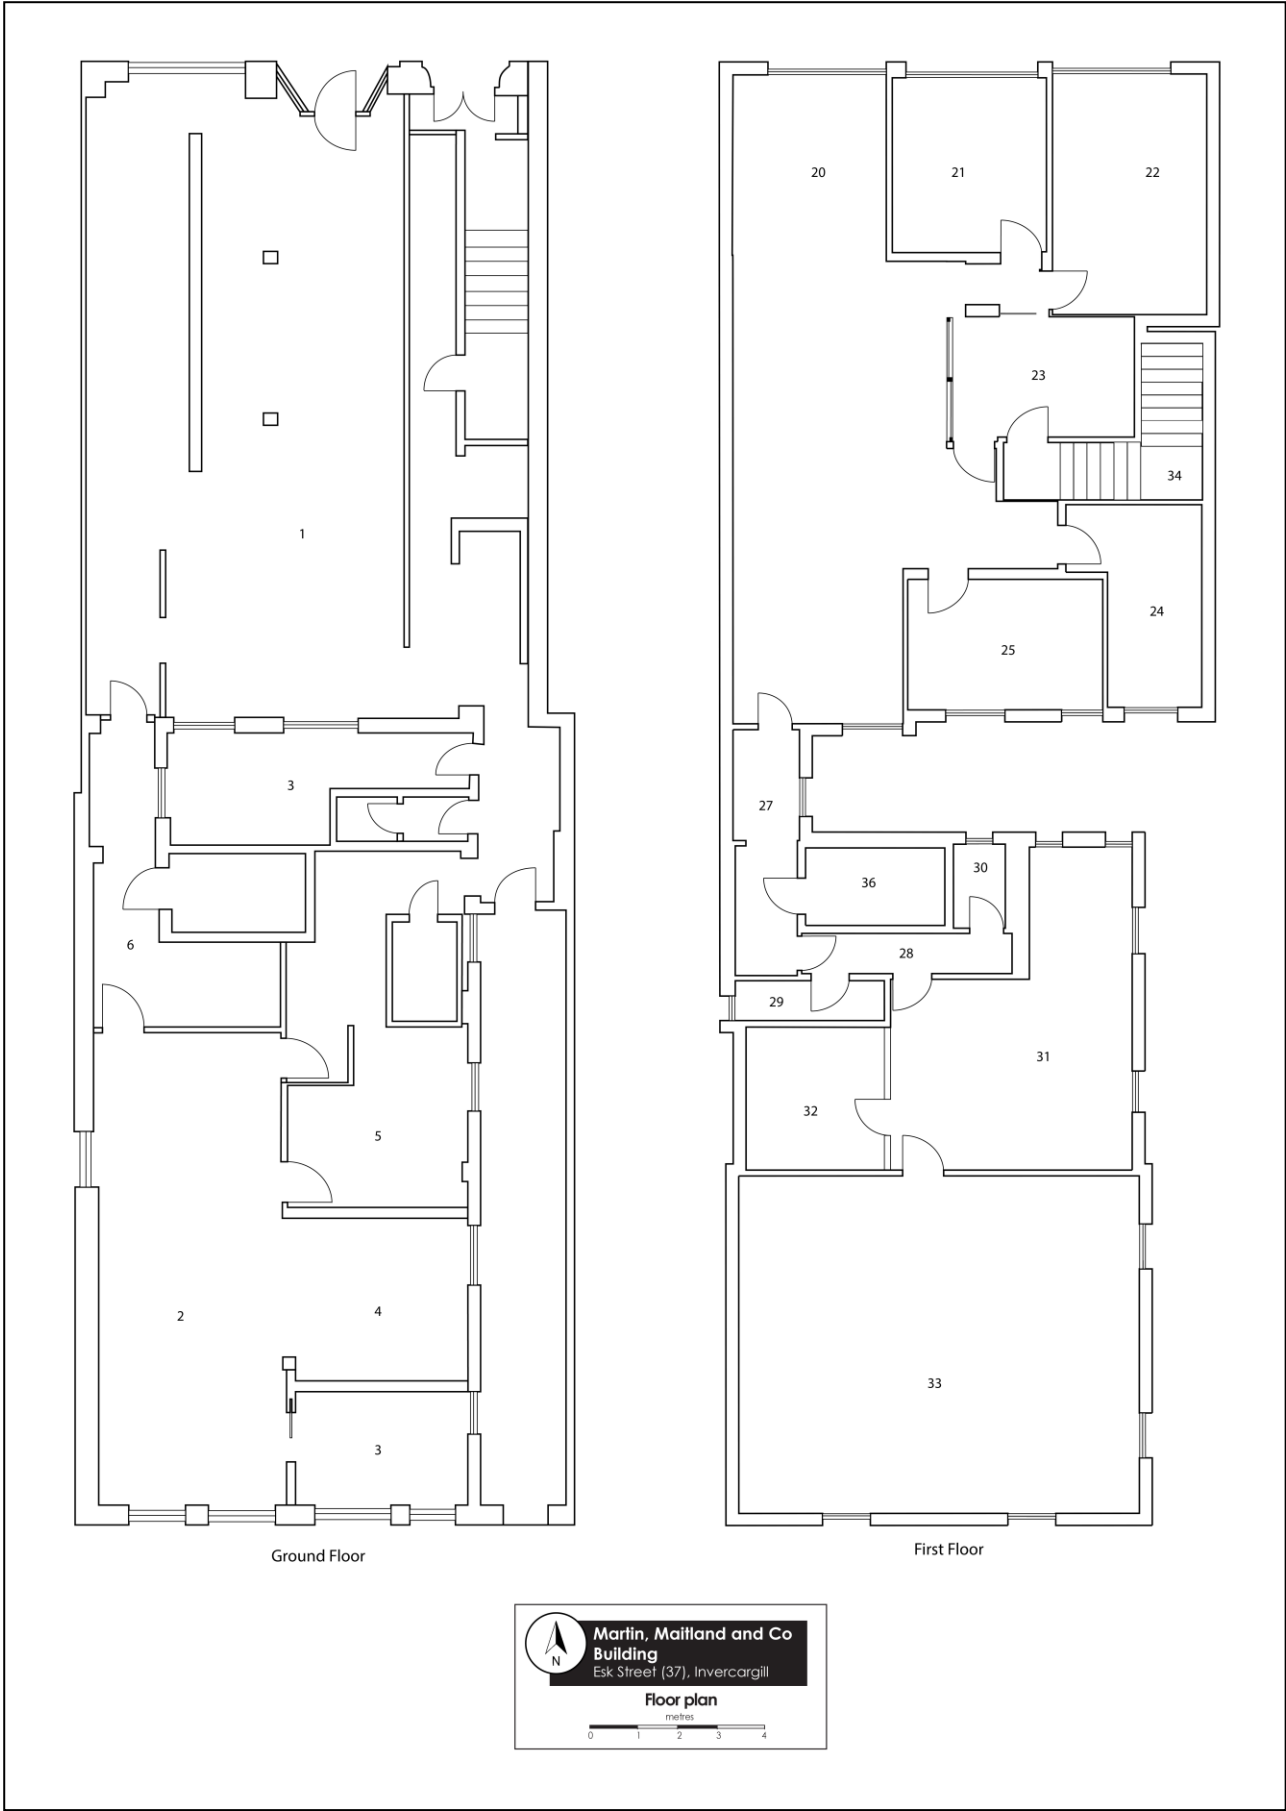 20
21
22
23
34
1
24
25
3
27
30
36
6
28
29
31
32
5
2
4
33
3
Ground Floor
First Floor
N
Martin, Maitland and Co
Building
Esk Street (37), Invercargill
Floor plan
metres
0 1 2 3 4